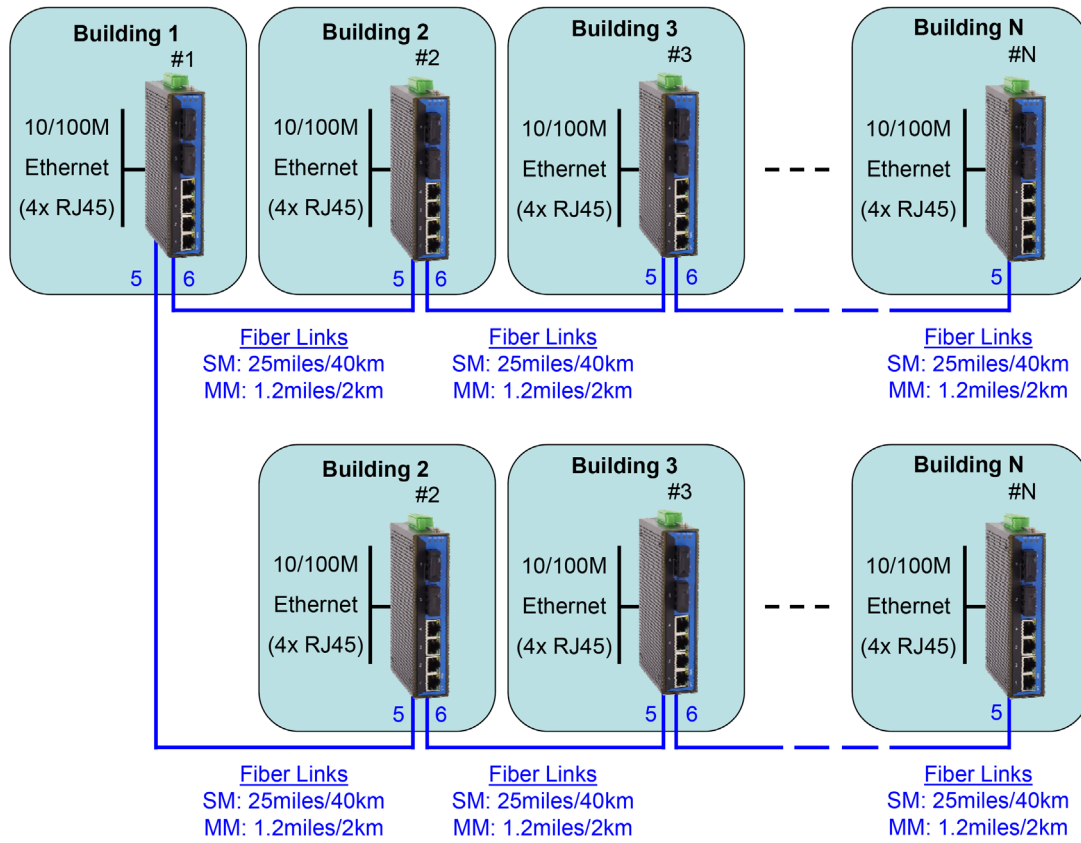 Building 1
#1
10/100M
Ethernet
(4x RJ45)
5 6
Building 2
#2
10/100M
Ethernet
(4x RJ45)
5 6
Building 3
#3
10/100M
Ethernet
(4x RJ45)
5 6
Building N
#N
10/100M
Ethernet
(4x RJ45)
5
Fiber Links
SM: 25miles/40km
MM: 1.2miles/2km
Fiber Links
SM: 25miles/40km
MM: 1.2miles/2km
Fiber Links
SM: 25miles/40km
MM: 1.2miles/2km
Building 2
#2
10/100M
Ethernet
(4x RJ45)
5 6
Building 3
#3
10/100M
Ethernet
(4x RJ45)
5 6
Building N
#N
10/100M
Ethernet
(4x RJ45)
5
Fiber Links
SM: 25miles/40km
MM: 1.2miles/2km
Fiber Links
SM: 25miles/40km
MM: 1.2miles/2km
Fiber Links
SM: 25miles/40km
MM: 1.2miles/2km